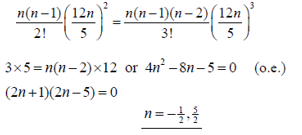 n(n−1)/2! (12n/5)² = n(n−1)(n−2)/3! (12n/5)³
3×5 = n(n−2)×12 or 4n² −8n−5 = 0 (o.e.)
(2n+1)(2n−5) = 0
n = −1/2, 5/2